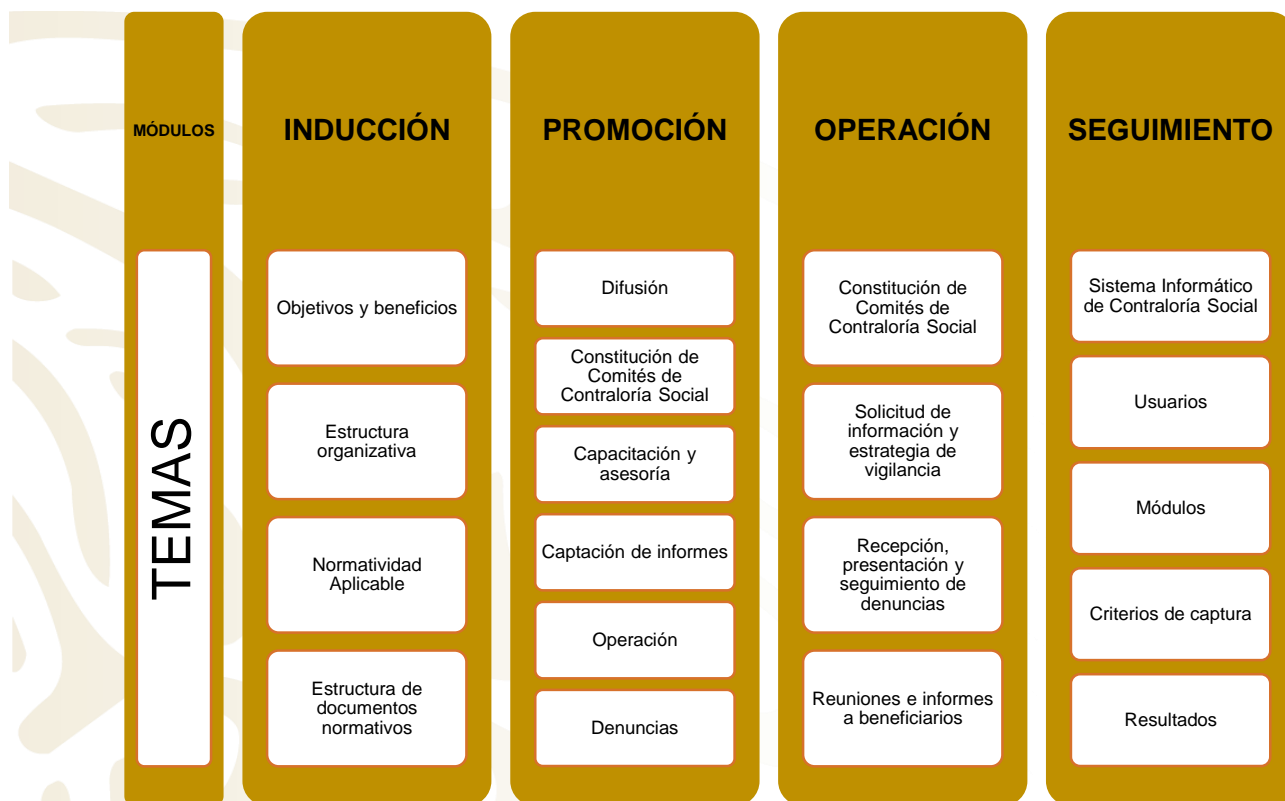 MÓDULOS
TEMAS
INDUCCIÓN
Objetivos y beneficios
Estructura
organizativa
Normatividad
Aplicable
Estructura de
documentos
normativos
PROMOCIÓN
Difusión
Constitución de
Comités de
Contraloría Social
Capacitación y
asesoría
Captación de informes
Operación
Denuncias
OPERACIÓN
Constitución de
Comités de
Contraloría Social
Solicitud de
información y
estrategia de
vigilancia
Recepción,
presentación y
seguimiento de
denuncias
Reuniones e informes
a beneficiarios
SEGUIMIENTO
Sistema Informático
de Contraloría Social
Usuarios
Módulos
Criterios de captura
Resultados